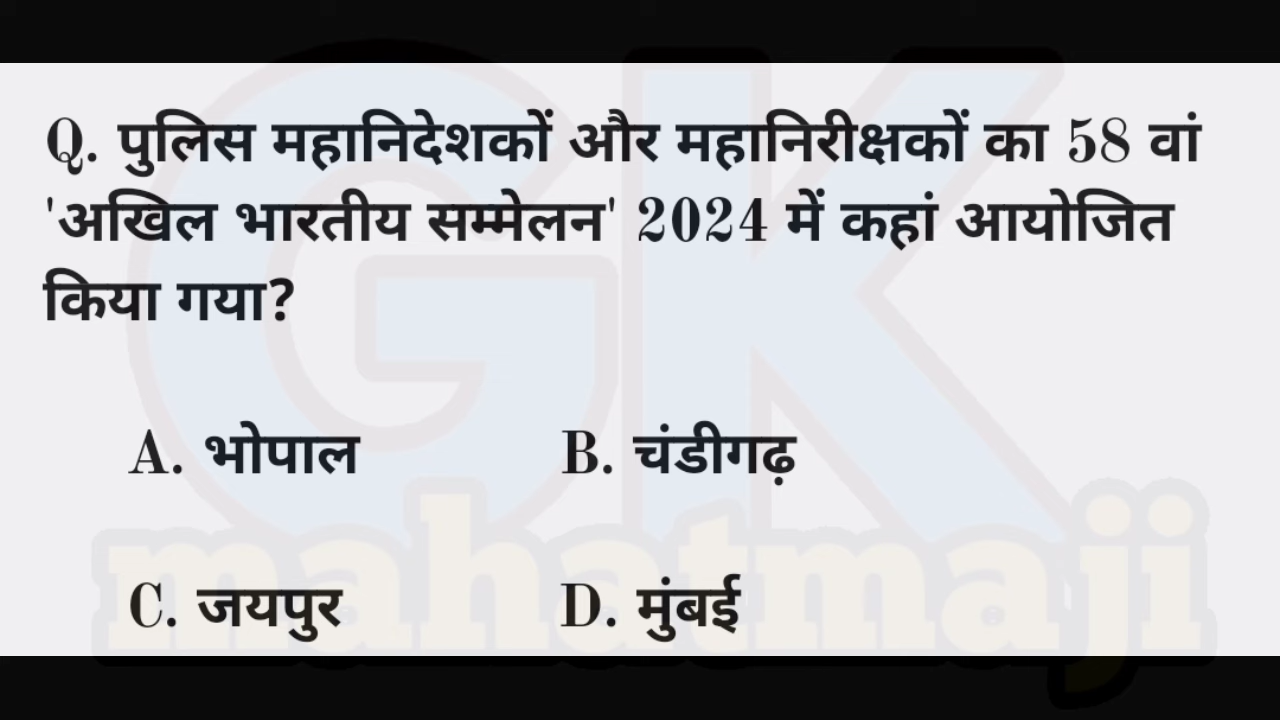 Q. पुलिस महानिदेशकों और महानिरीक्षकों का 58 वां
'अखिल भारतीय सम्मेलन' 2024 में कहां आयोजित
किया गया?
A. भोपाल B. चंडीगढ़
C. जयपुर D. मुंबई
GK
mahatmaji